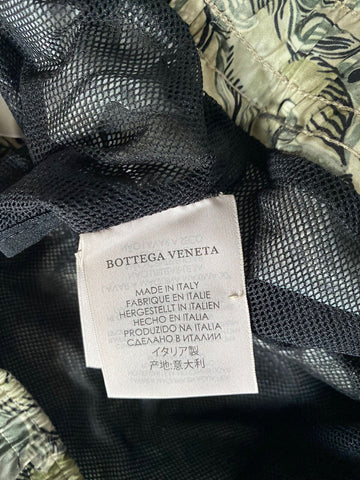 BOTTEGA VENETA
MADE IN ITALY
FABRIQUE EN ITALIE
HERGESTELLT IN ITALIEN
HECHO EN ITALIA
PRODUZIDO NA ITALIA
СДЕЛАНО В ИТАЛИИ
イタリア製
产地:意大利